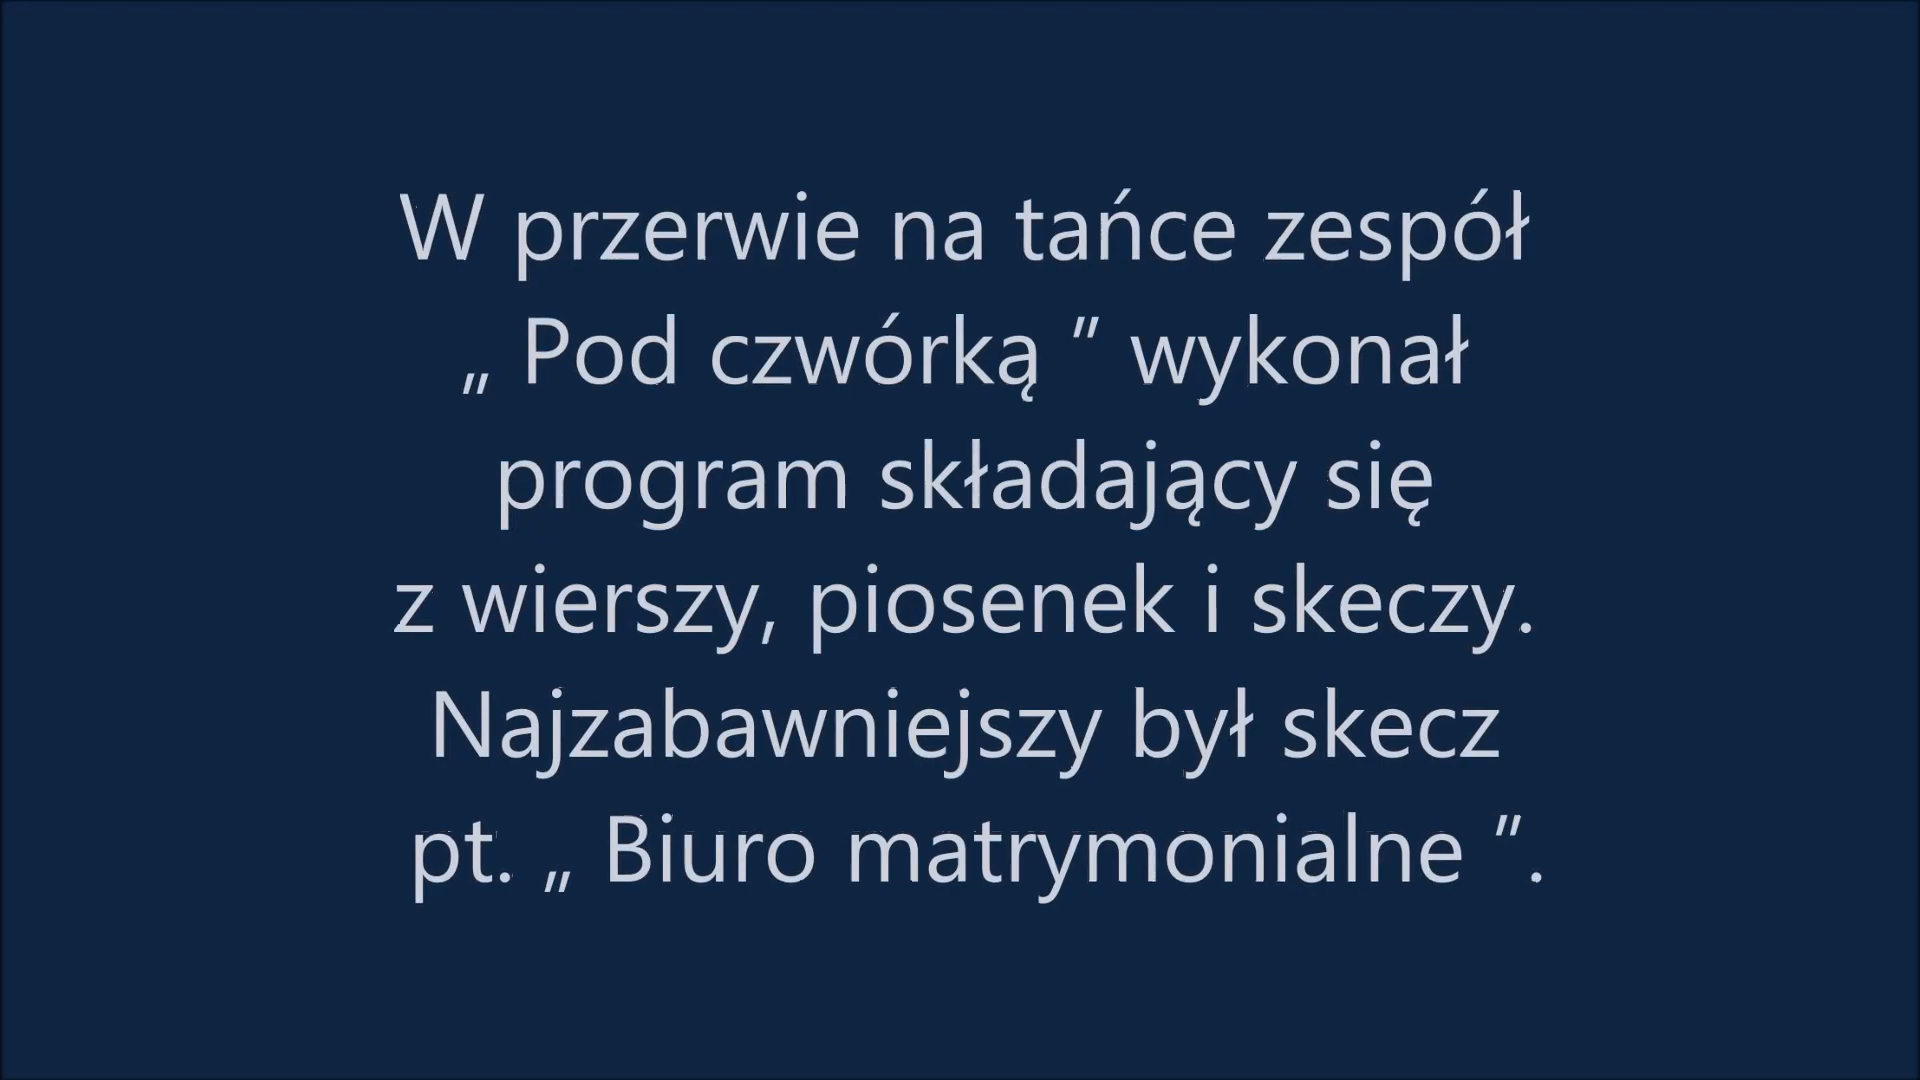 W przerwie na tańce zespół
„ Pod czwórką ” wykonał
program składający się
z wierszy, piosenek i skeczy.
Najzabawniejszy był skecz
pt. „ Biuro matrymonialne ”.